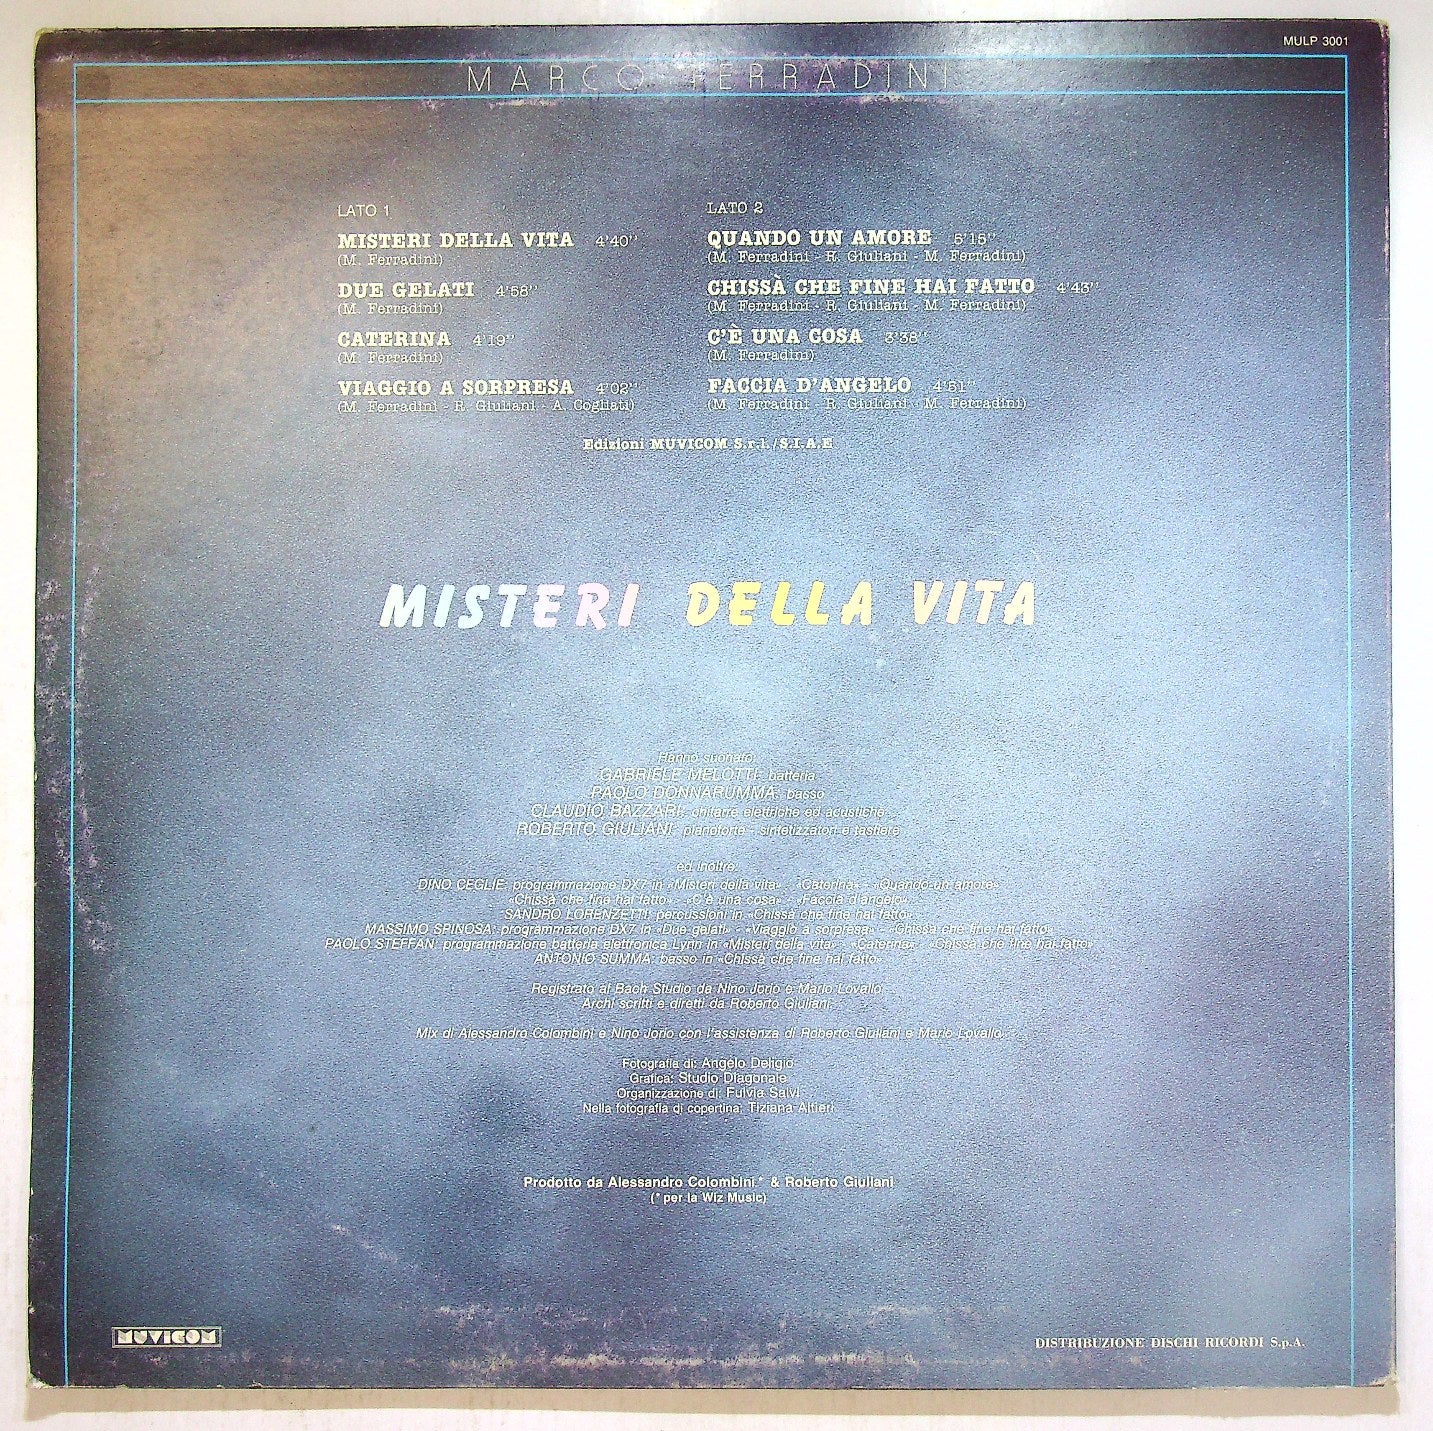 MULP 3001
MARCO FERRADINI
LATO 1
MISTERI DELLA VITA 4'40''
(M. Ferradini)
DUE GELATI 4'58''
(M. Ferradini)
CATERINA 4'19''
(M. Ferradini)
VIAGGIO A SORPRESA 4'02''
(M. Ferradini - R. Giuliani - A. Cogliati)
LATO 2
QUANDO UN AMORE 5'15''
(M. Ferradini - R. Giuliani - M. Ferradini)
CHISSÀ CHE FINE HAI FATTO 4'43''
(M. Ferradini - R. Giuliani - M. Ferradini)
C'È UNA COSA 3'38''
(M. Ferradini)
FACCIA D'ANGELO 4'51''
(M. Ferradini - R. Giuliani - M. Ferradini)
Edizioni MUVICOM S.r.l./S.I.A.E
MISTERI DELLA VITA
Hanno suonato:
GABRIELE MELOTTI: batteria
PAOLO DONNARUMMA: basso
CLAUDIO BAZZARI: chitarre elettriche ed acustiche
ROBERTO GIULIANI: pianoforte - sintetizzatori e tastiere
ed inoltre:
DINO CEGLIE: programmazione DX7 in «Misteri della vita» - «Caterina» - «Quando un amore»
«Chissà che fine hai fatto» - «C'è una cosa» - «Faccia d'angelo»
SANDRO LORENZETTI: percussioni in «Chissà che fine hai fatto»
MASSIMO SPINOSA: programmazione DX7 in «Due gelati» - «Viaggio a sorpresa» - «Chissà che fine hai fatto»
PAOLO STEFFAN: programmazione batteria elettronica Lynn in «Misteri della vita» - «Caterina» - «Chissà che fine hai fatto»
ANTONIO SUMMA: basso in «Chissà che fine hai fatto»
Registrato al Bach Studio da Nino Jorio e Mario Lovallo
Archi scritti e diretti da Roberto Giuliani
Mix di Alessandro Colombini e Nino Jorio con l'assistenza di Roberto Giuliani e Mario Lovallo
Fotografia di: Angelo Deligio
Grafica: Studio Diagonale
Organizzazione di: Fulvia Salvi
Nella fotografia di copertina: Tiziana Altieri
Prodotto da Alessandro Colombini* & Roberto Giuliani
(* per la Wiz Music)
MUVICOM
DISTRIBUZIONE DISCHI RICORDI S.p.A.